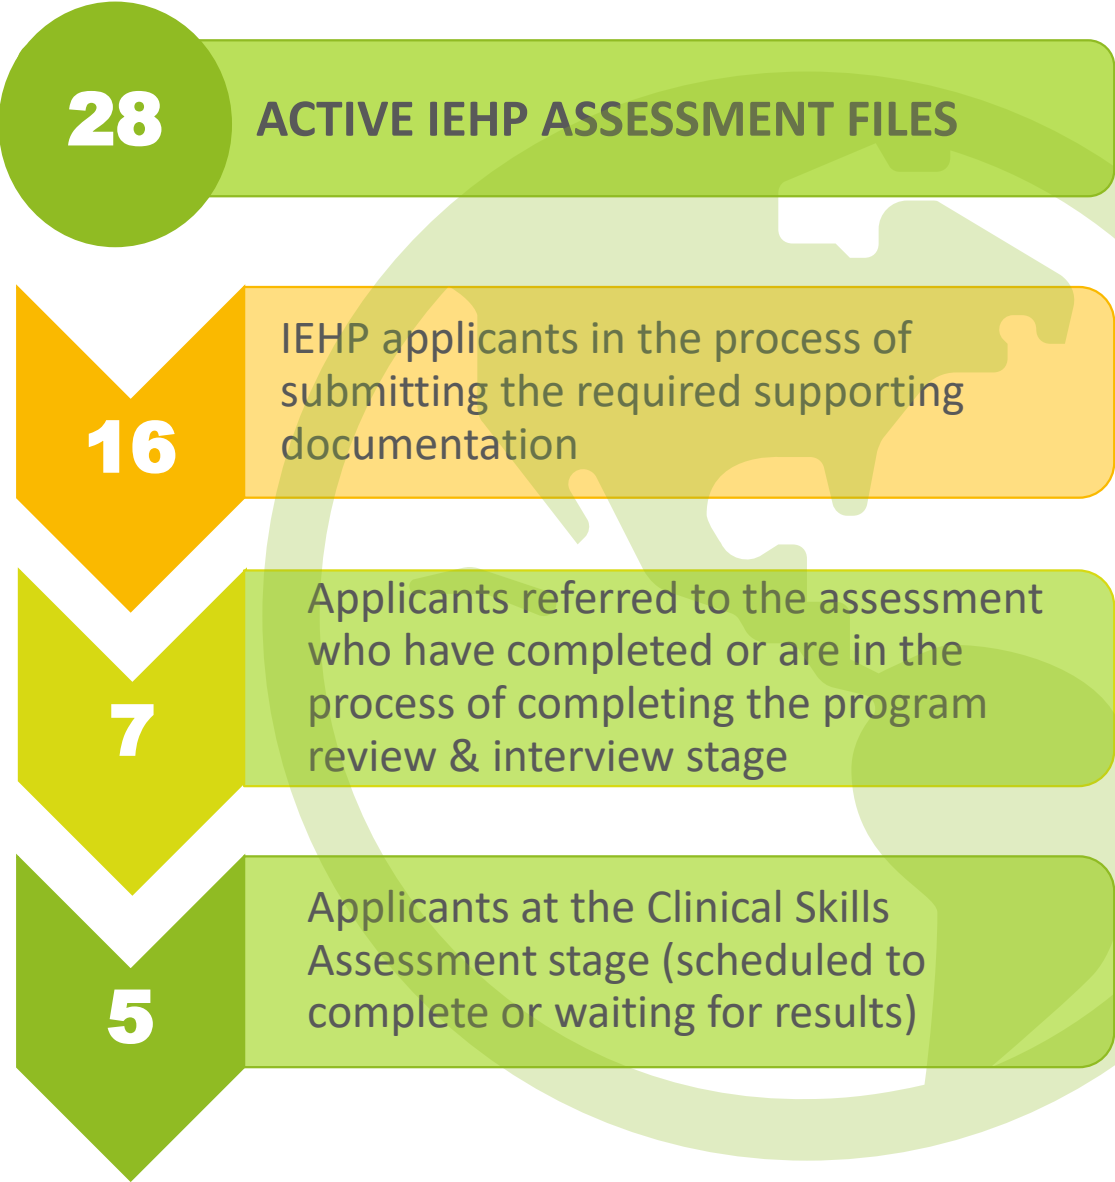 28
ACTIVE IEHP ASSESSMENT FILES
16
IEHP applicants in the process of
submitting the required supporting
documentation
7
Applicants referred to the assessment
who have completed or are in the
process of completing the program
review & interview stage
5
Applicants at the Clinical Skills
Assessment stage (scheduled to
complete or waiting for results)